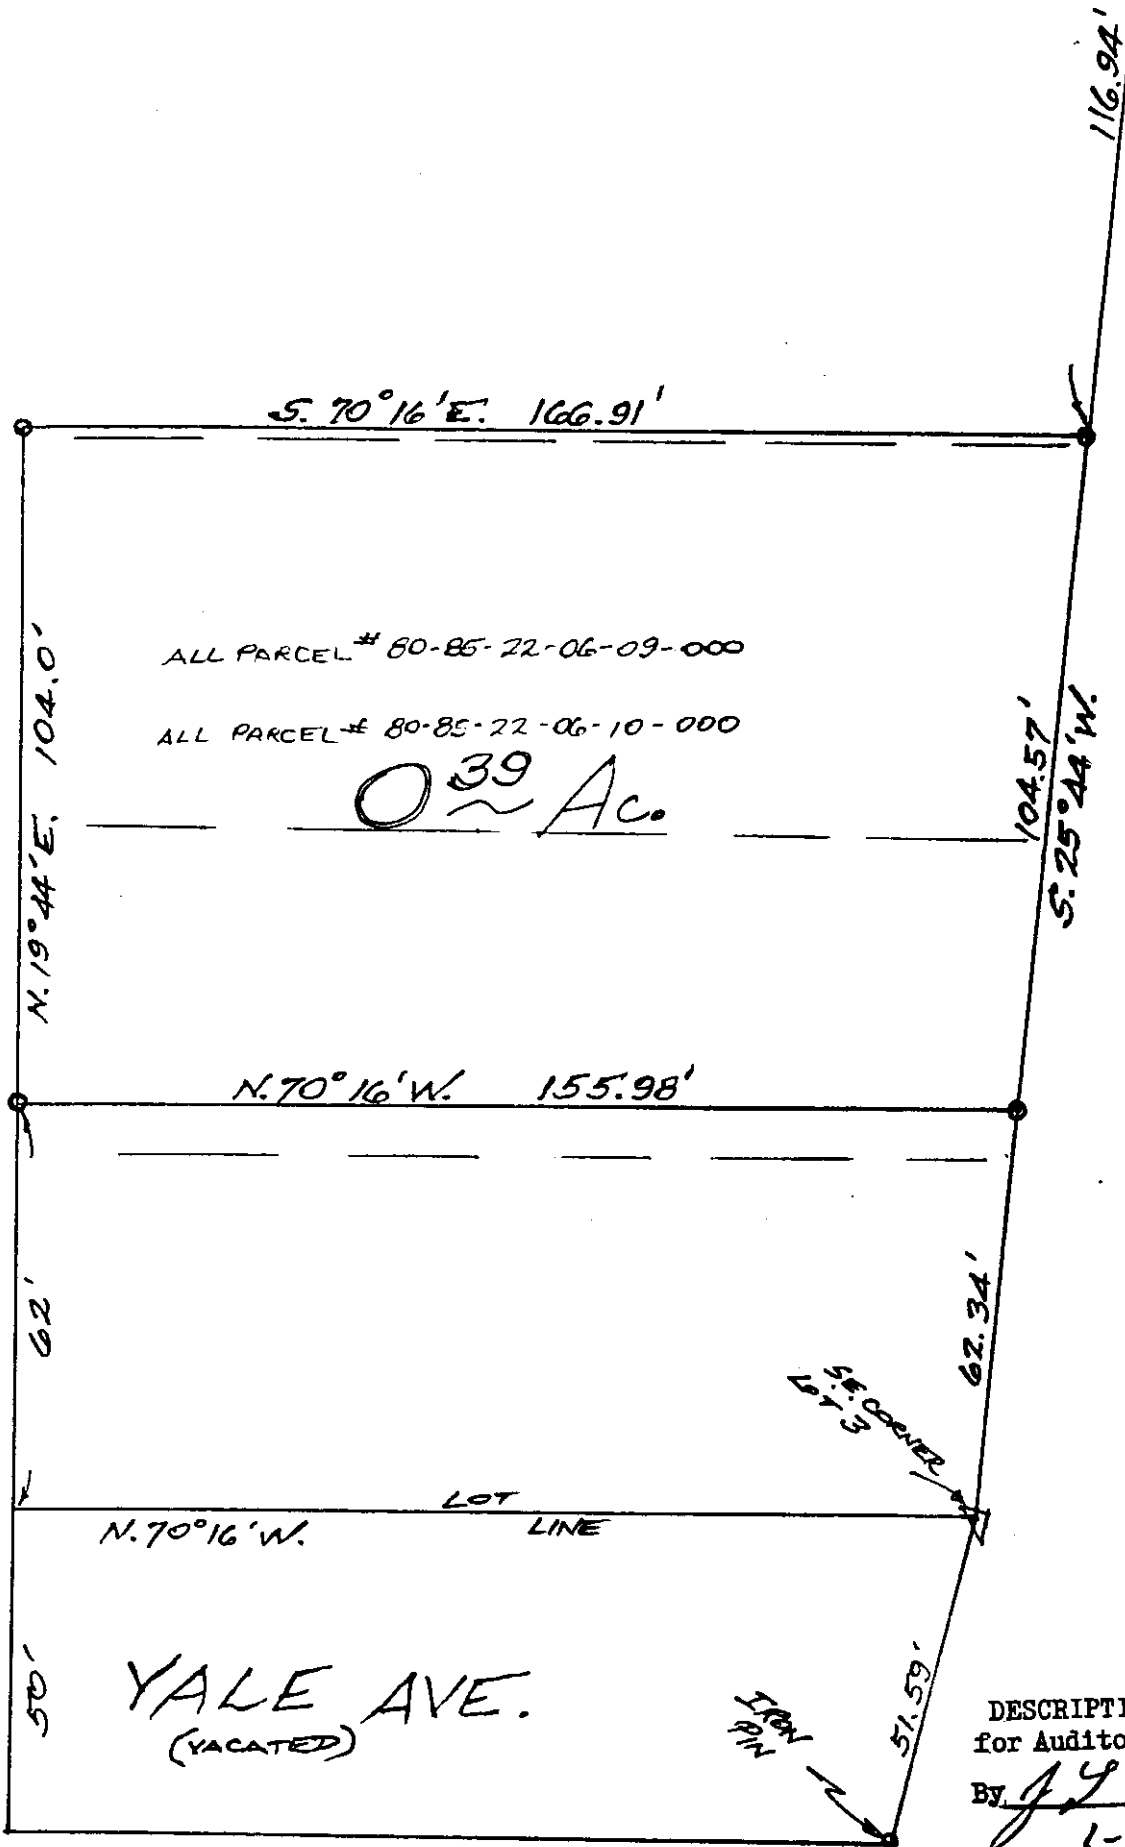 116.94'
S. 70°16'E. 166.91'
N. 19°44'E. 104.0'
ALL PARCEL # 80-85-22-06-09-000
ALL PARCEL # 80-85-22-06-10-000
0 39 Ac.
104.57'
S. 25°44'W.
N. 70°16'W. 155.98'
62'
62.34'
S.E. CORNER
LOT 3
LOT
LINE
N. 70°16'W.
50'
YALE AVE.
(VACATED)
IRON
PIN
51.59'
DESCRIPTI
for Audito
By